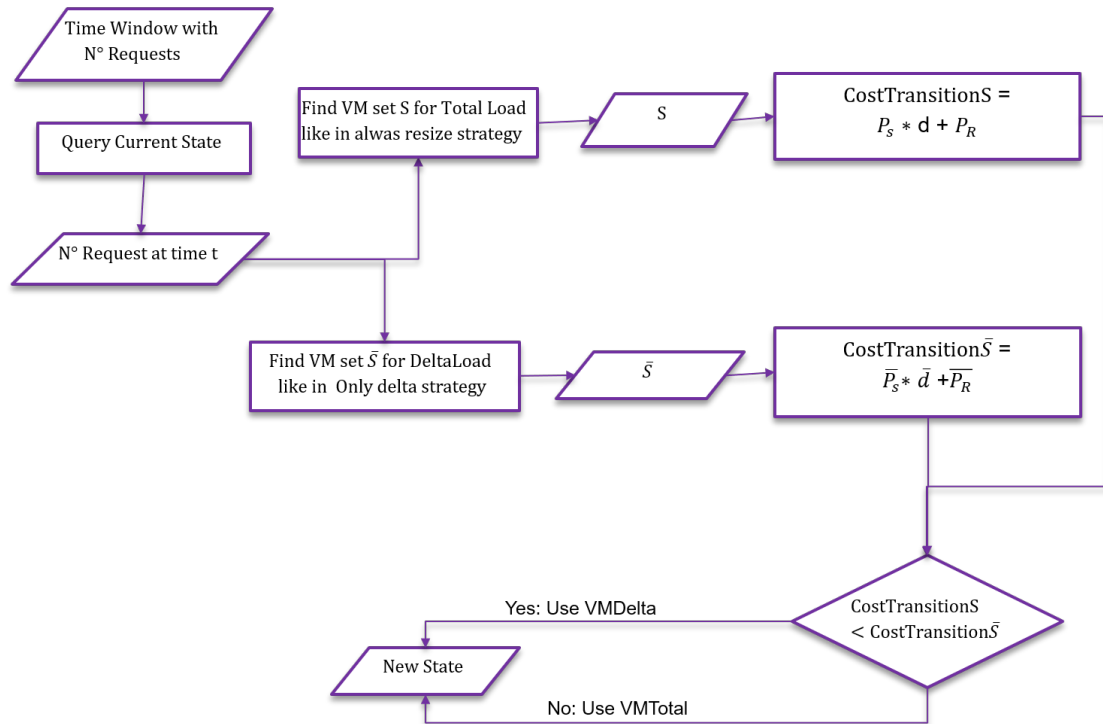 Time Window with
N° Requests
Query Current State
N° Request at time t
Find VM set S for Total Load
like in alwas resize strategy
S
CostTransitionS =
𝑃ₛ ∗ d + 𝑃_R
Find VM set S̄ for DeltaLoad
like in Only delta strategy
S̄
CostTransitionS̄ =
P̄ₛ∗ d̄ +P̄_R
CostTransitionS
< CostTransitionS̄
Yes: Use VMDelta
New State
No: Use VMTotal